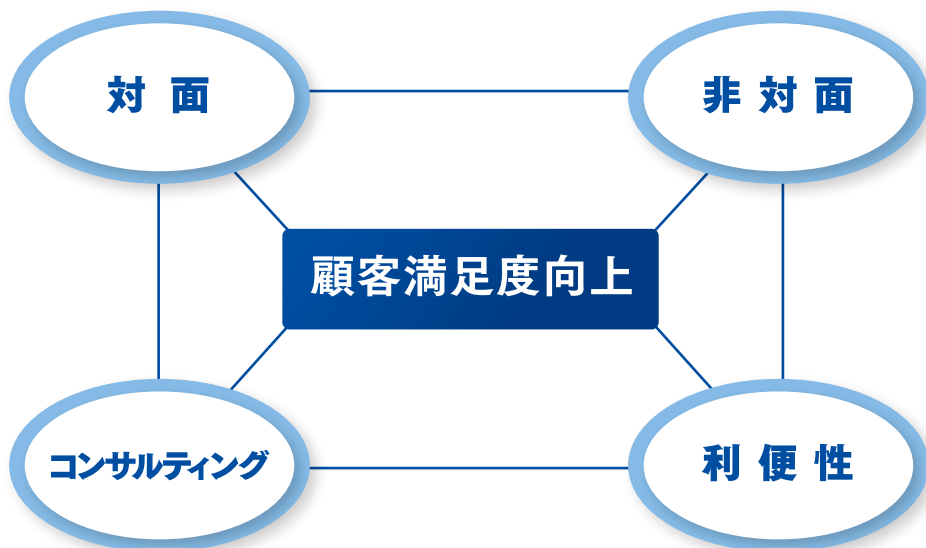 対面
非対面
顧客満足度向上
コンサルティング
利便性